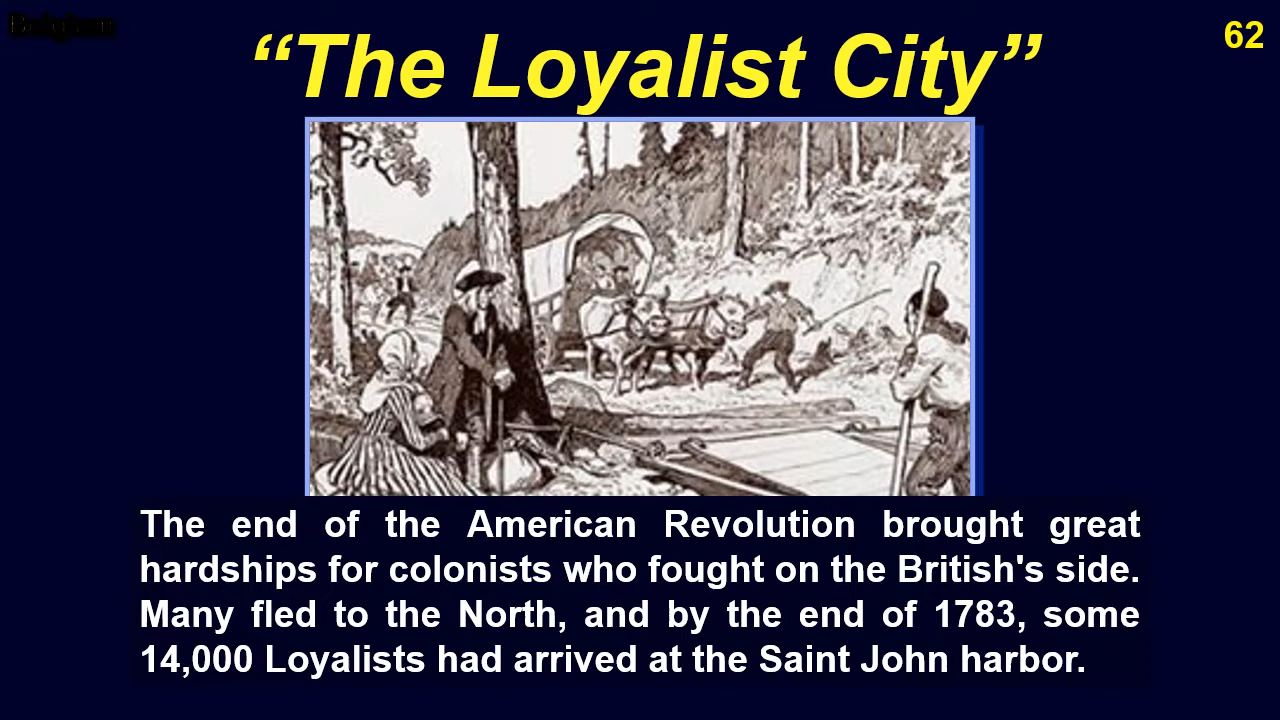 “The Loyalist City”
62
The end of the American Revolution brought great
hardships for colonists who fought on the British's side.
Many fled to the North, and by the end of 1783, some
14,000 Loyalists had arrived at the Saint John harbor.